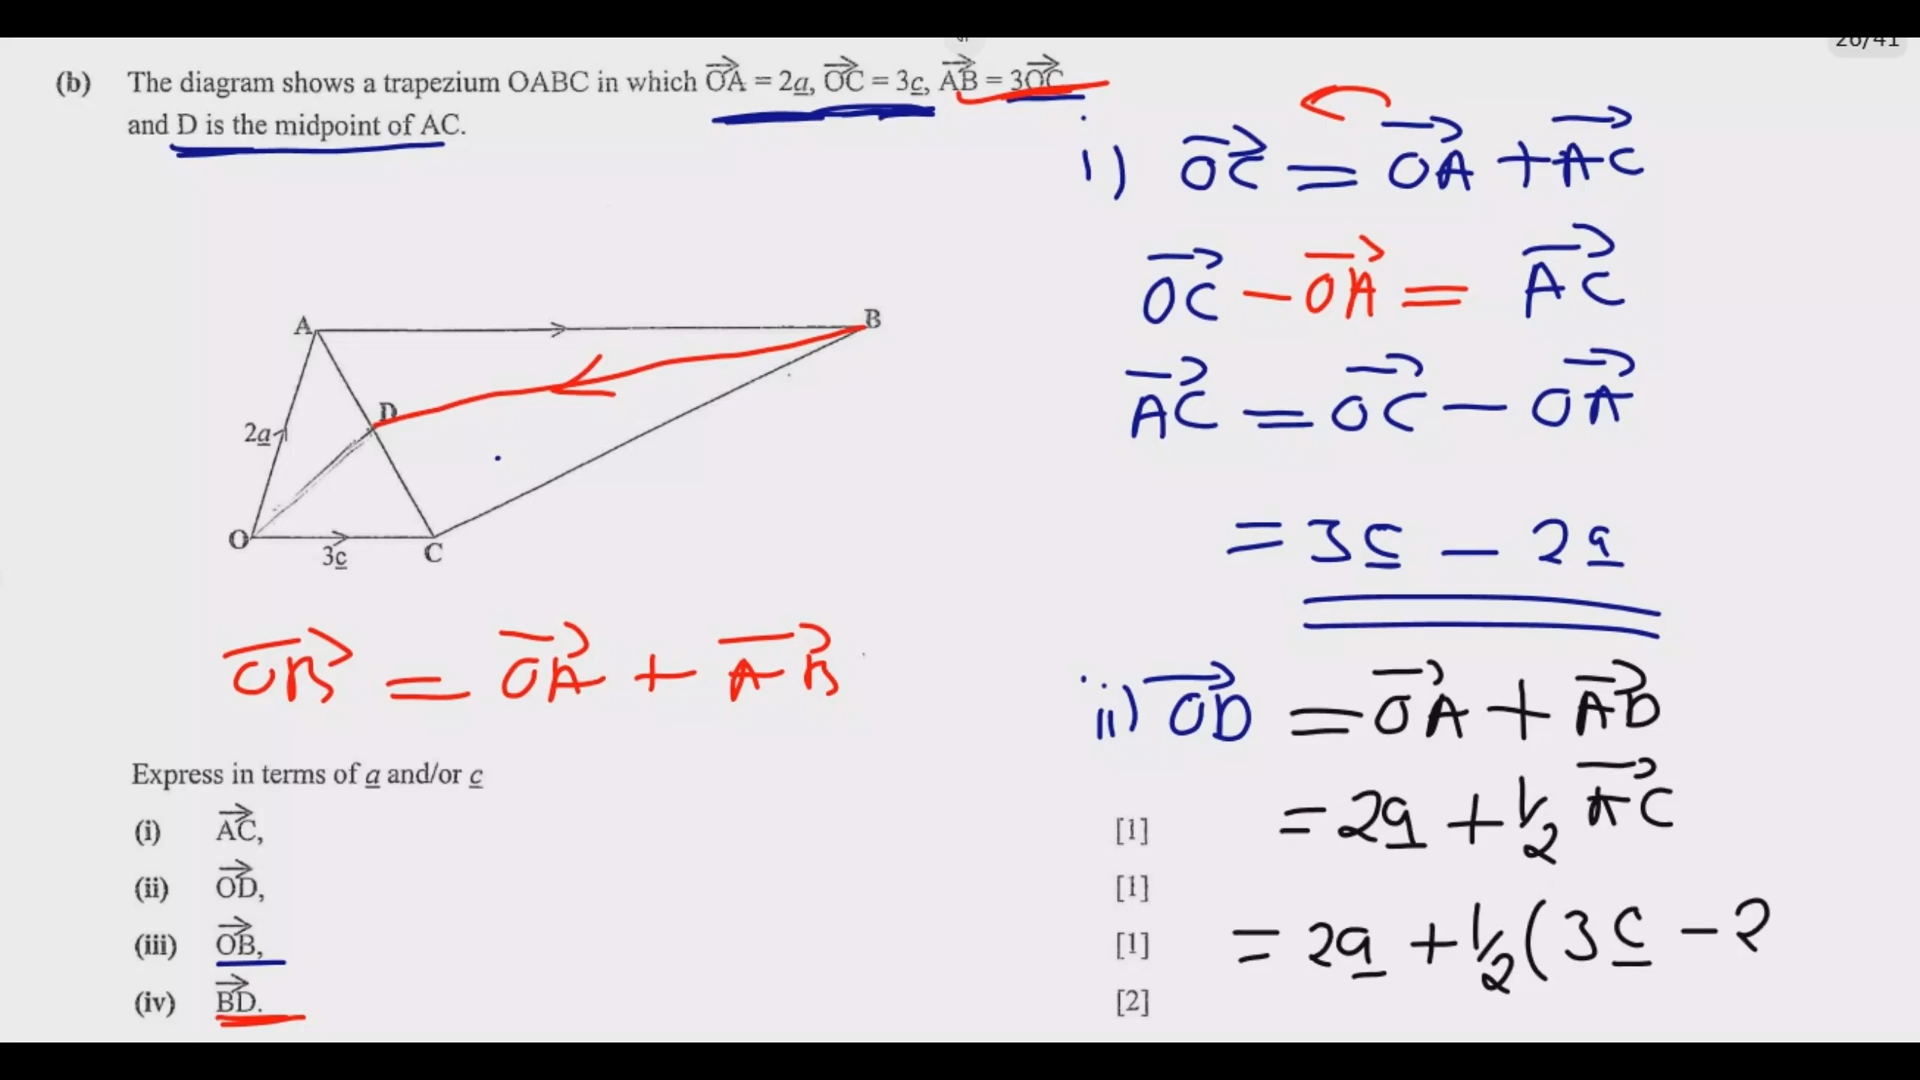 26/41
(b) The diagram shows a trapezium OABC in which OA⃗ = 2a̲, OC⃗ = 3c̲, AB⃗ = 3OC⃗
and D is the midpoint of AC.
i) OC⃗ = OA⃗ + AC⃗
OC⃗ - OA⃗ = AC⃗
AC⃗ = OC⃗ - OA⃗
= 3c̲ - 2a̲
A
B
D
2a̲
O
3c̲
C
OB⃗ = OA⃗ + AB⃗
ii) OD⃗ = OA⃗ + AD⃗
= 2a̲ + 1/2 AC⃗
= 2a̲ + 1/2 (3c̲ - 2
Express in terms of a̲ and/or c̲
(i) AC⃗, [1]
(ii) OD⃗, [1]
(iii) OB⃗, [1]
(iv) BD⃗. [2]